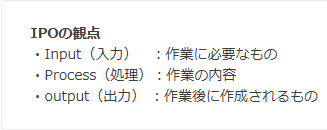 IPOの観点
・Input（入力）　：作業に必要なもの
・Process（処理）：作業の内容
・output（出力）　：作業後に作成されるもの